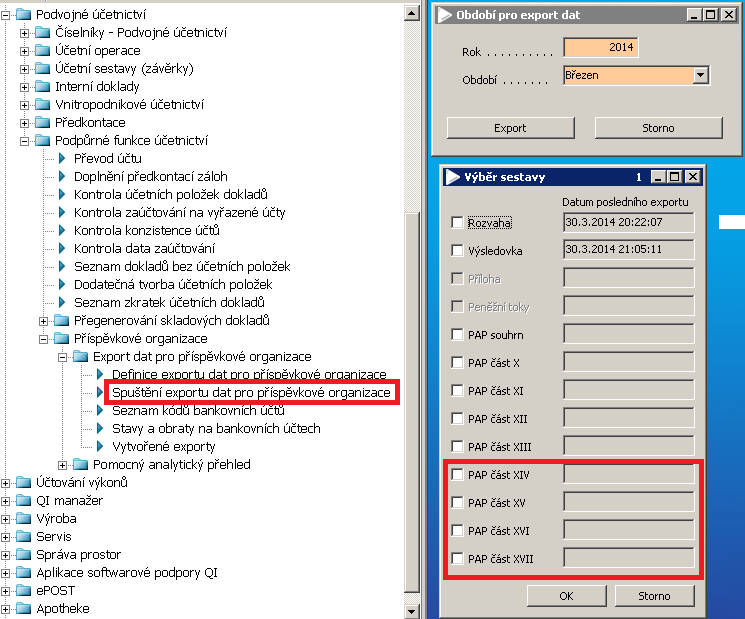 Podvojné účetnictví
Číselníky - Podvojné účetnictví
Účetní operace
Účetní sestavy (závěrky)
Interní doklady
Vnitropodnikové účetnictví
Předkontace
Podpůrné funkce účetnictví
Převod účtu
Doplnění předkontací záloh
Kontrola účetních položek dokladů
Kontrola zaúčtování na vyřazené účty
Kontrola konzistence účtů
Kontrola data zaúčtování
Seznam dokladů bez účetních položek
Dodatečná tvorba účetních položek
Seznam zkratek účetních dokladů
Přegenerování skladových dokladů
Příspěvkové organizace
Export dat pro příspěvkové organizace
Definice exportu dat pro příspěvkové organizace
Spuštění exportu dat pro příspěvkové organizace
Seznam kódů bankovních účtů
Stavy a obraty na bankovních účtech
Vytvořené exporty
Pomocný analytický přehled
Účtování výkonů
QI manažer
Výroba
Servis
Správa prostor
Aplikace softwarové podpory QI
ePOST
Apotheke
Období pro export dat
Rok . . . . . . . . . . 2014
Období . . . . . . . Březen
Export Storno
Výběr sestavy 1
Datum posledního exportu
Rozvaha 30.3.2014 20:22:07
Výsledovka 30.3.2014 21:05:11
Příloha
Peněžní toky
PAP souhrn
PAP část X
PAP část XI
PAP část XII
PAP část XIII
PAP část XIV
PAP část XV
PAP část XVI
PAP část XVII
OK Storno